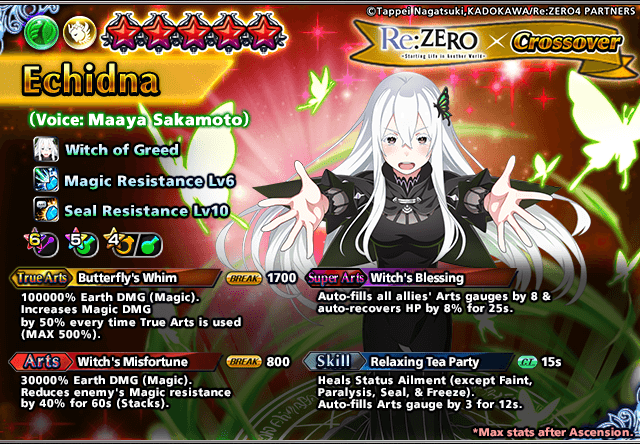 ©Tappei Nagatsuki,KADOKAWA/Re:ZERO4 PARTNERS
Re:ZERO × Crossover
-Starting Life in Another World-
Echidna
(Voice: Maaya Sakamoto)
Witch of Greed
Magic Resistance Lv6
Seal Resistance Lv10
6 5 4
True Arts Butterfly's Whim BREAK 1700
100000% Earth DMG (Magic).
Increases Magic DMG
by 50% every time True Arts is used
(MAX 500%).
Super Arts Witch's Blessing
Auto-fills all allies' Arts gauges by 8 &
auto-recovers HP by 8% for 25s.
Arts Witch's Misfortune BREAK 800
30000% Earth DMG (Magic).
Reduces enemy's Magic resistance
by 40% for 60s (Stacks).
Skill Relaxing Tea Party C.T. 15s
Heals Status Ailment (except Faint,
Paralysis, Seal, & Freeze).
Auto-fills Arts gauge by 3 for 12s.
*Max stats after Ascension.